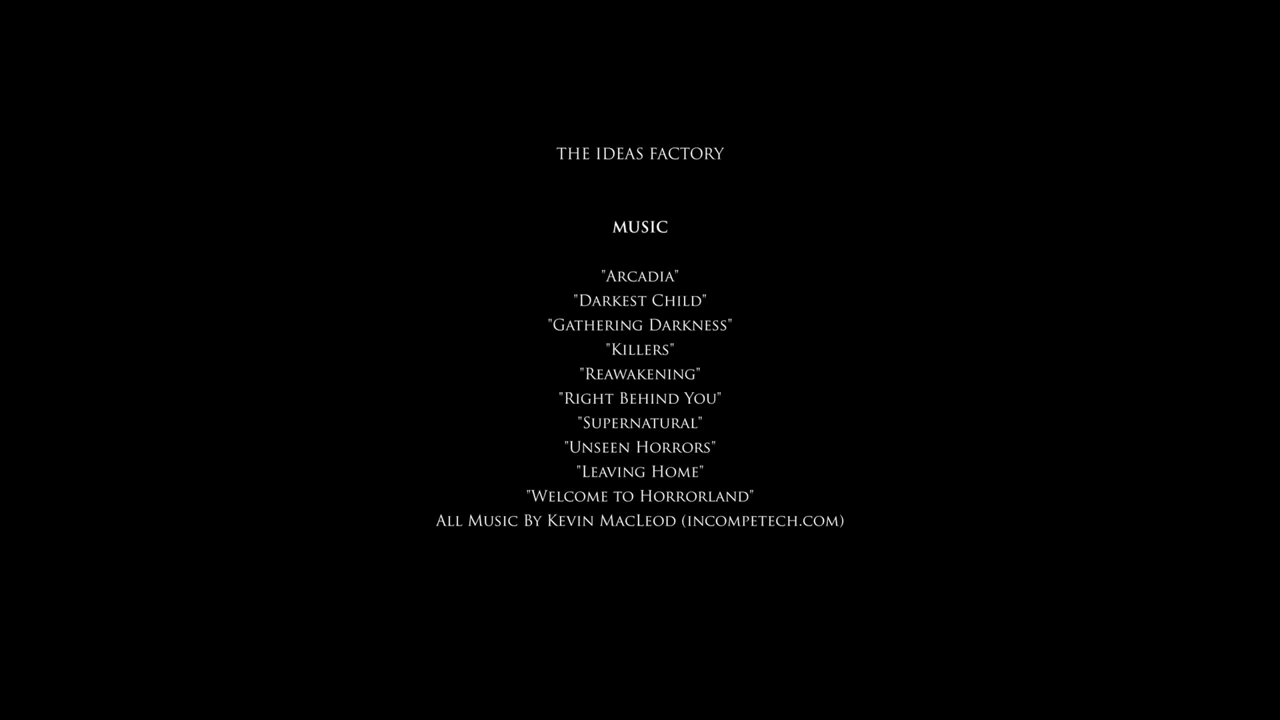 THE IDEAS FACTORY
MUSIC
"Arcadia"
"Darkest Child"
"Gathering Darkness"
"Killers"
"Reawakening"
"Right Behind You"
"Supernatural"
"Unseen Horrors"
"Leaving Home"
"Welcome to Horrorland"
All Music By Kevin MacLeod (incompetech.com)